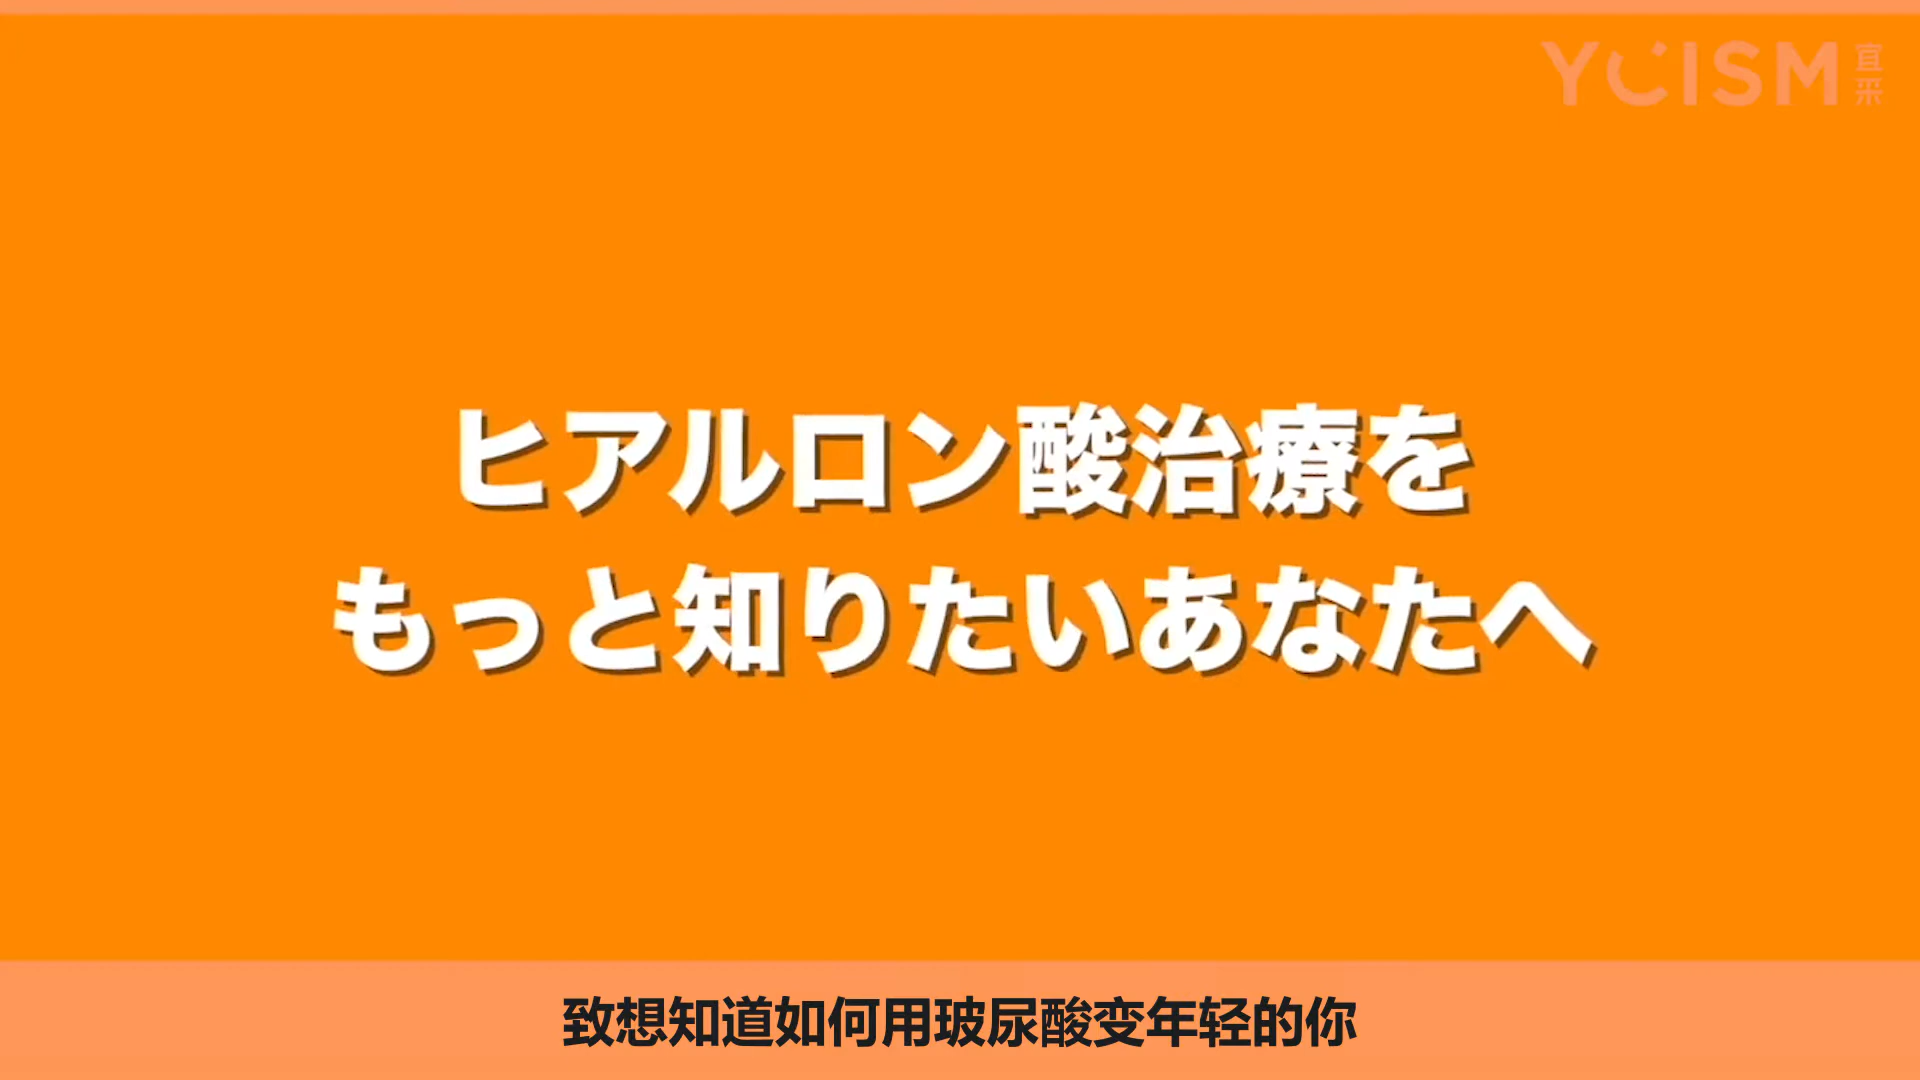 YCISM 宜采
ヒアルロン酸治療を
もっと知りたいあなたへ
致想知道如何用玻尿酸变年轻的你